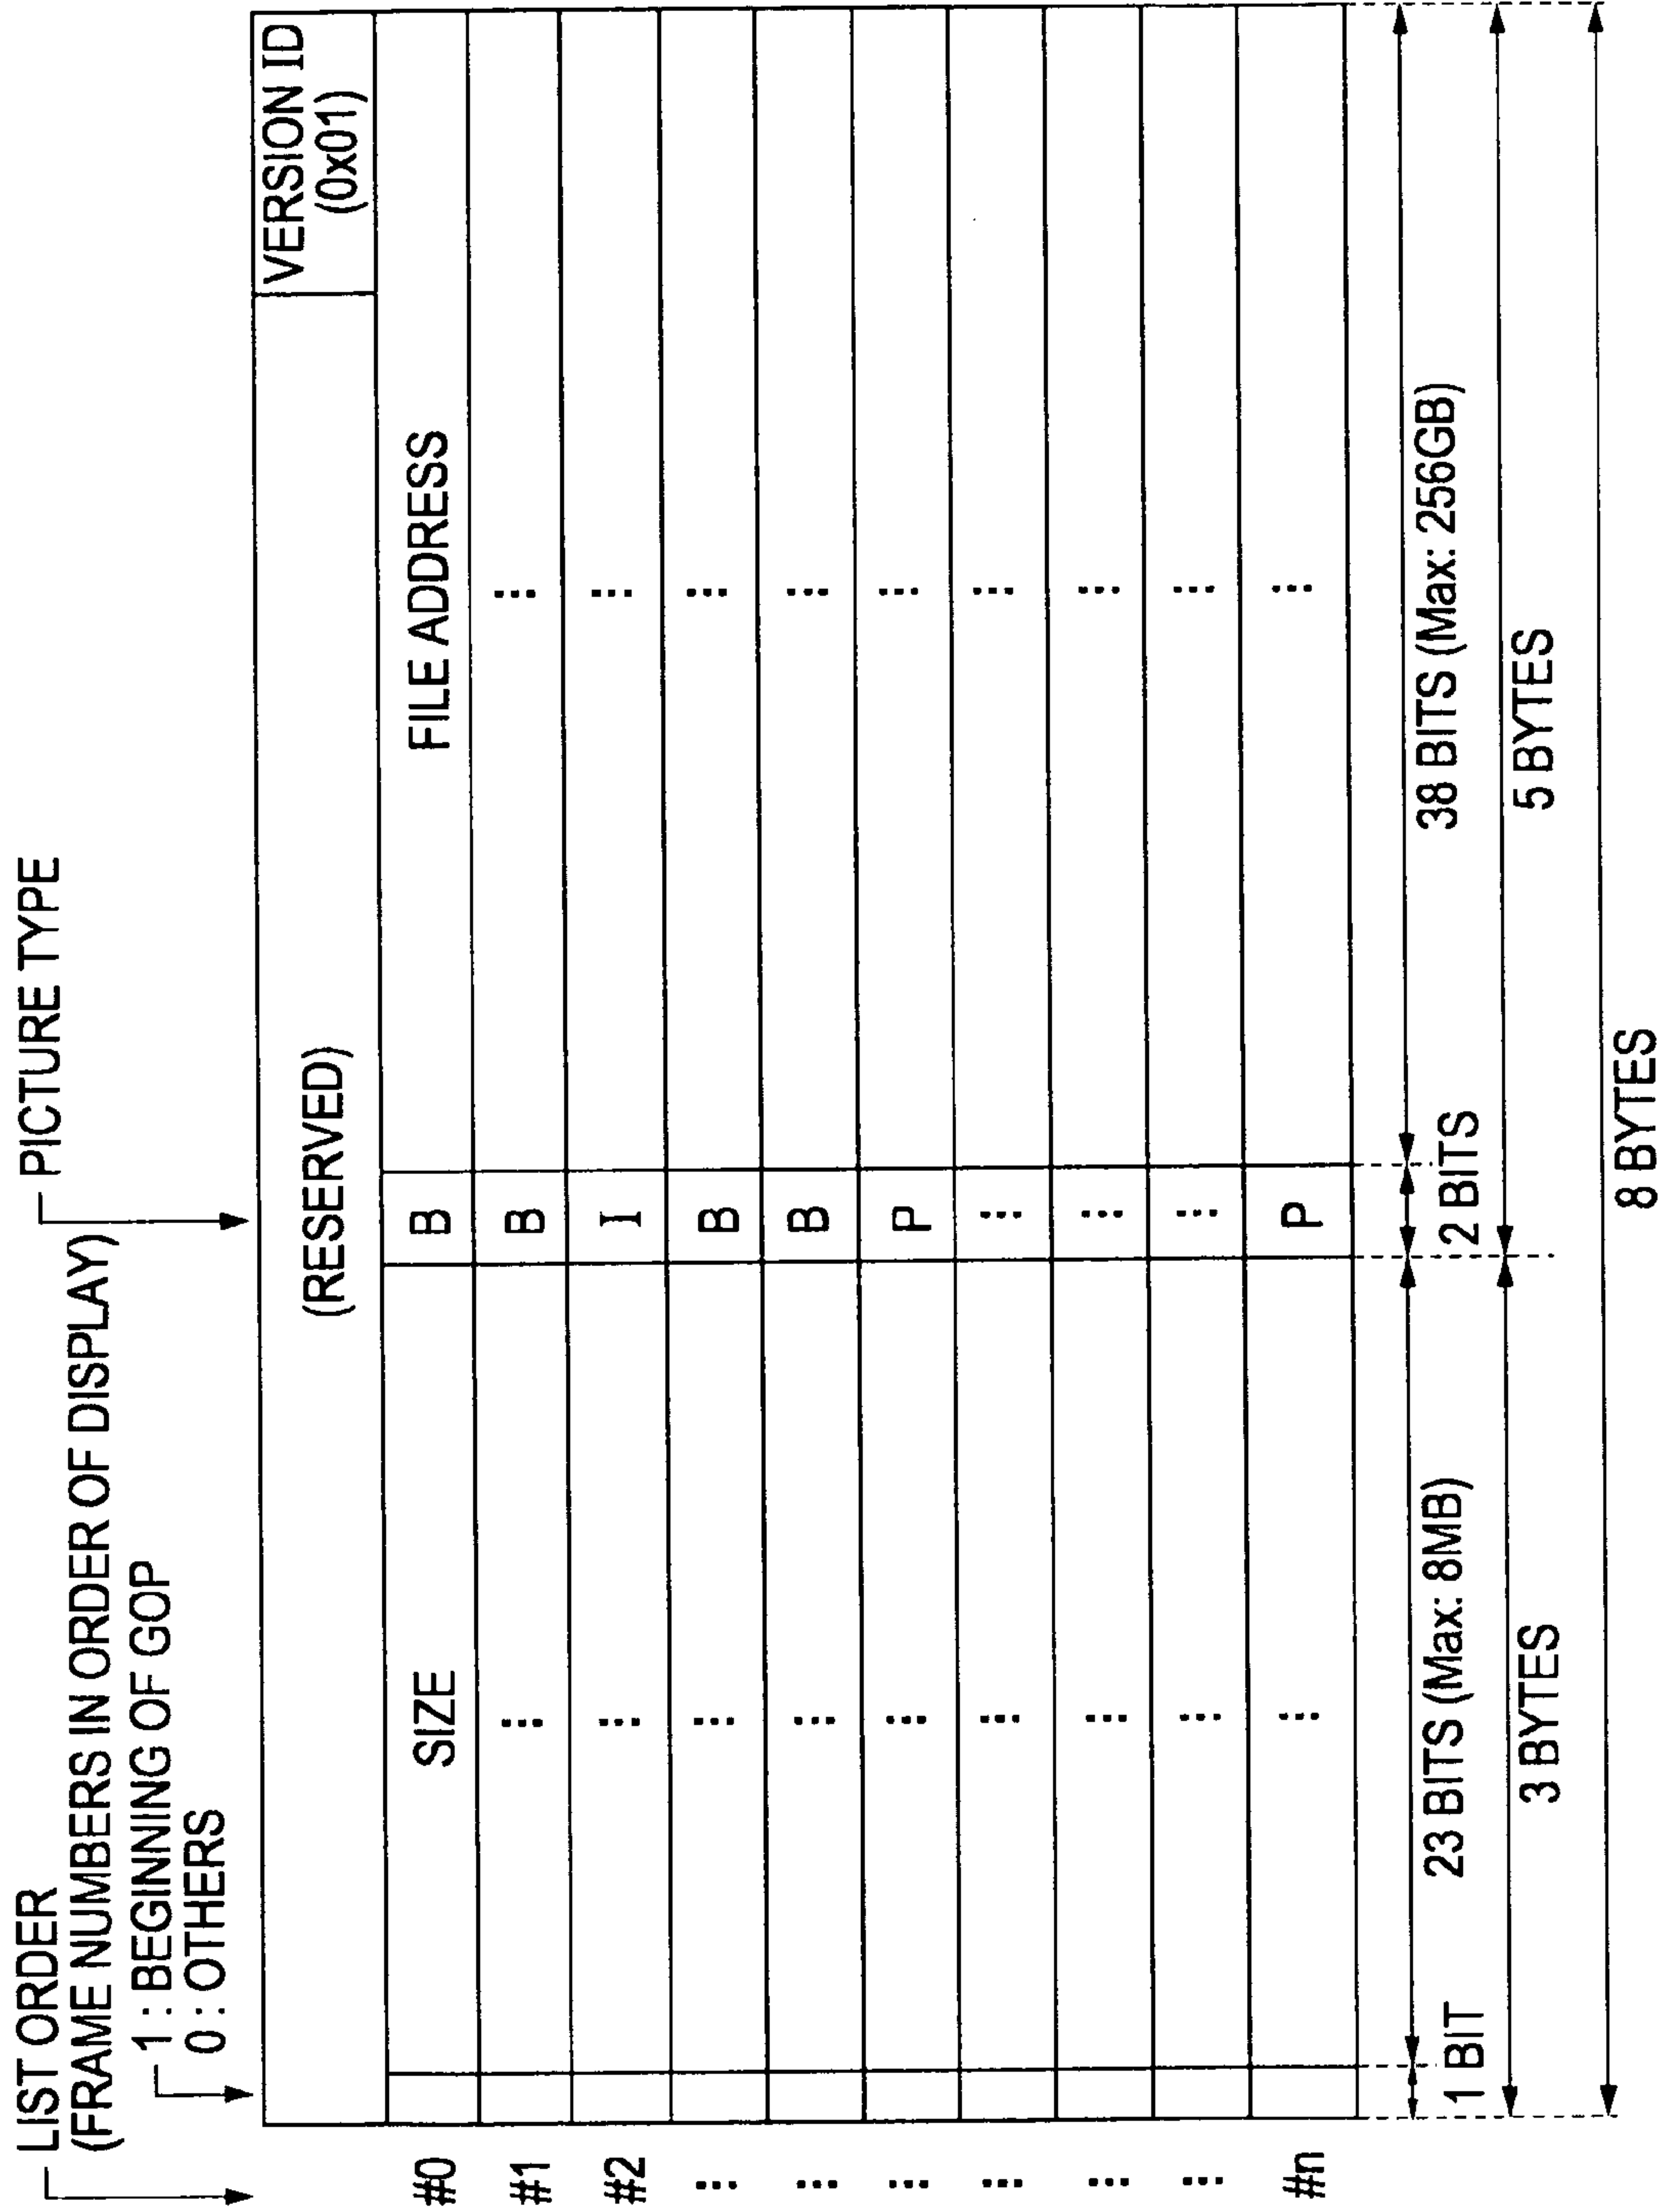 LIST ORDER
(FRAME NUMBERS IN ORDER OF DISPLAY)
PICTURE TYPE
1 : BEGINNING OF GOP
0 : OTHERS
(RESERVED)
VERSION ID
(0x01)
#0
SIZE
B
FILE ADDRESS
#1
...
B
...
#2
...
I
...
...
...
B
...
...
...
B
...
...
...
P
...
...
...
...
...
...
...
...
...
...
...
...
...
#n
...
P
...
1 BIT
23 BITS (Max: 8MB)
2 BITS
38 BITS (Max: 256GB)
3 BYTES
5 BYTES
8 BYTES